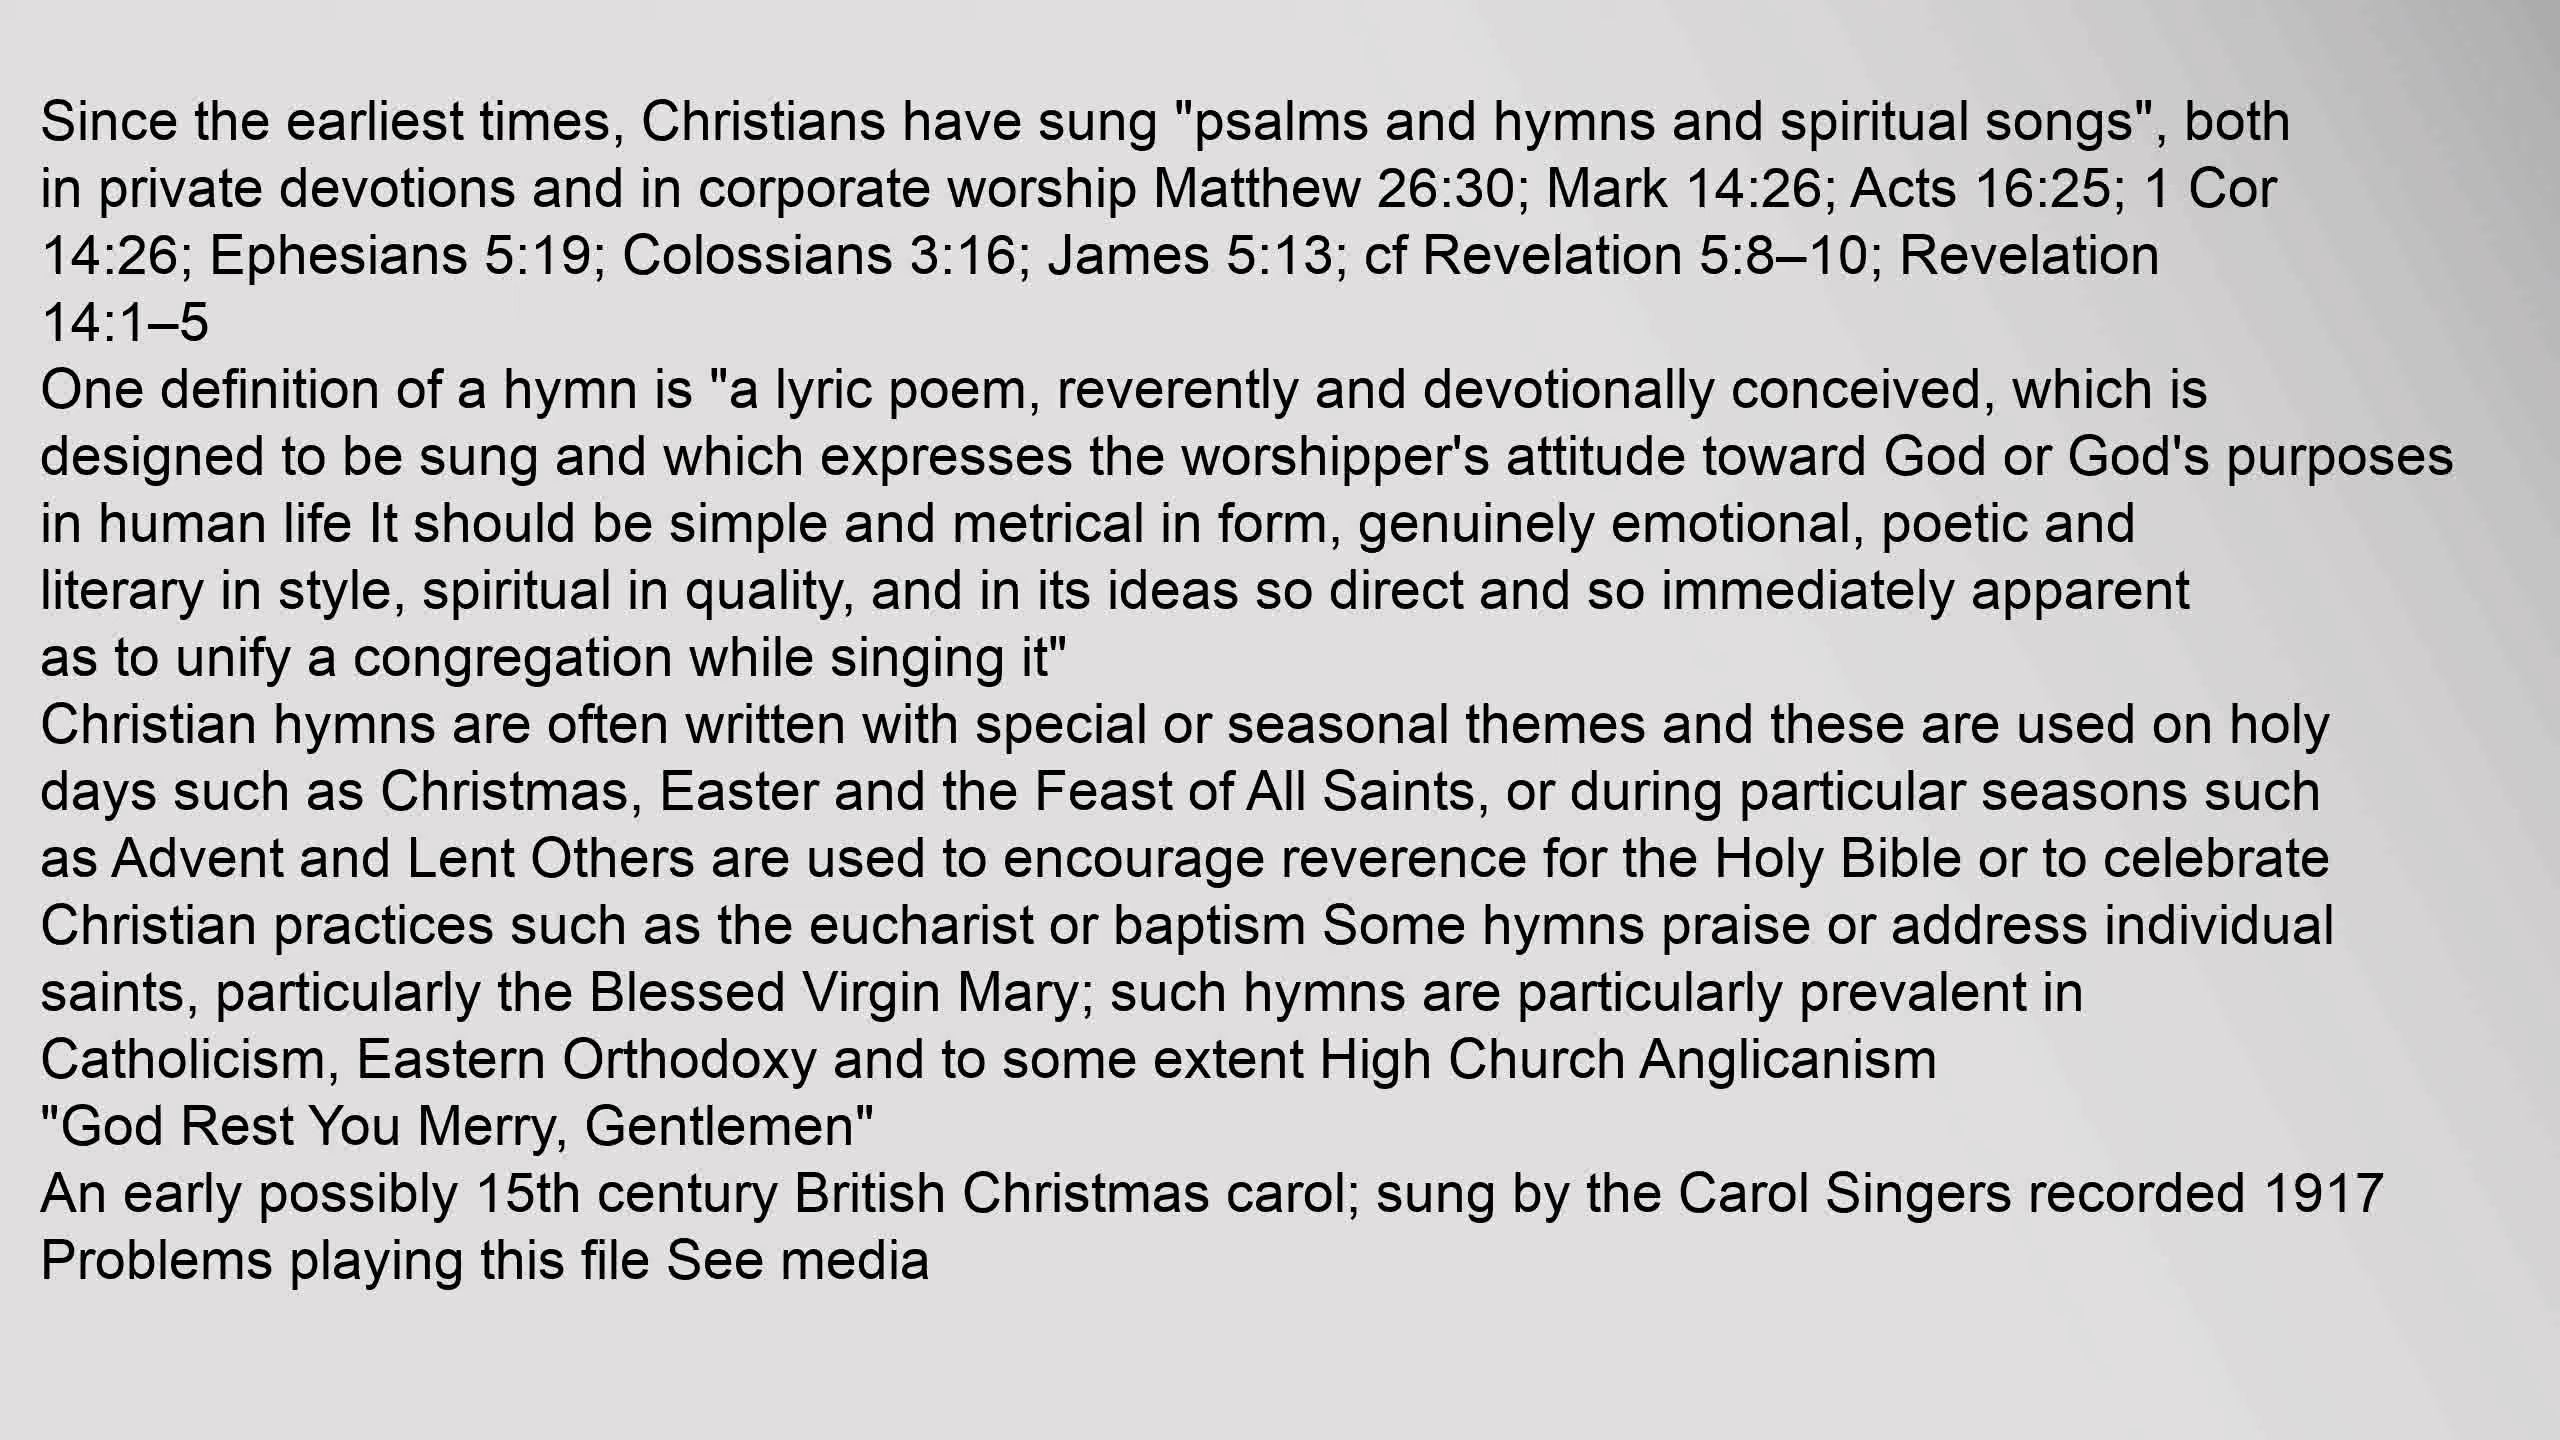 Since the earliest times, Christians have sung "psalms and hymns and spiritual songs", both
in private devotions and in corporate worship Matthew 26:30; Mark 14:26; Acts 16:25; 1 Cor
14:26; Ephesians 5:19; Colossians 3:16; James 5:13; cf Revelation 5:8–10; Revelation
14:1–5
One definition of a hymn is "a lyric poem, reverently and devotionally conceived, which is
designed to be sung and which expresses the worshipper's attitude toward God or God's purposes
in human life It should be simple and metrical in form, genuinely emotional, poetic and
literary in style, spiritual in quality, and in its ideas so direct and so immediately apparent
as to unify a congregation while singing it"
Christian hymns are often written with special or seasonal themes and these are used on holy
days such as Christmas, Easter and the Feast of All Saints, or during particular seasons such
as Advent and Lent Others are used to encourage reverence for the Holy Bible or to celebrate
Christian practices such as the eucharist or baptism Some hymns praise or address individual
saints, particularly the Blessed Virgin Mary; such hymns are particularly prevalent in
Catholicism, Eastern Orthodoxy and to some extent High Church Anglicanism
"God Rest You Merry, Gentlemen"
An early possibly 15th century British Christmas carol; sung by the Carol Singers recorded 1917
Problems playing this file See media